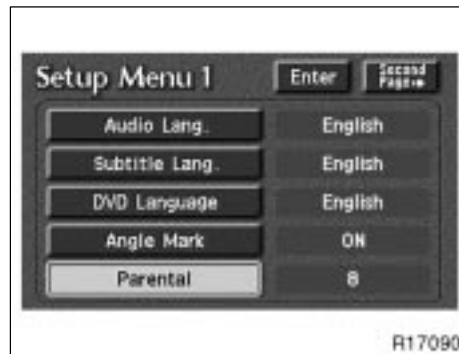 Setup Menu 1 Enter Second Page→
Audio Lang. English
Subtitle Lang. English
DVD Language English
Angle Mark ON
Parental 8
R17090